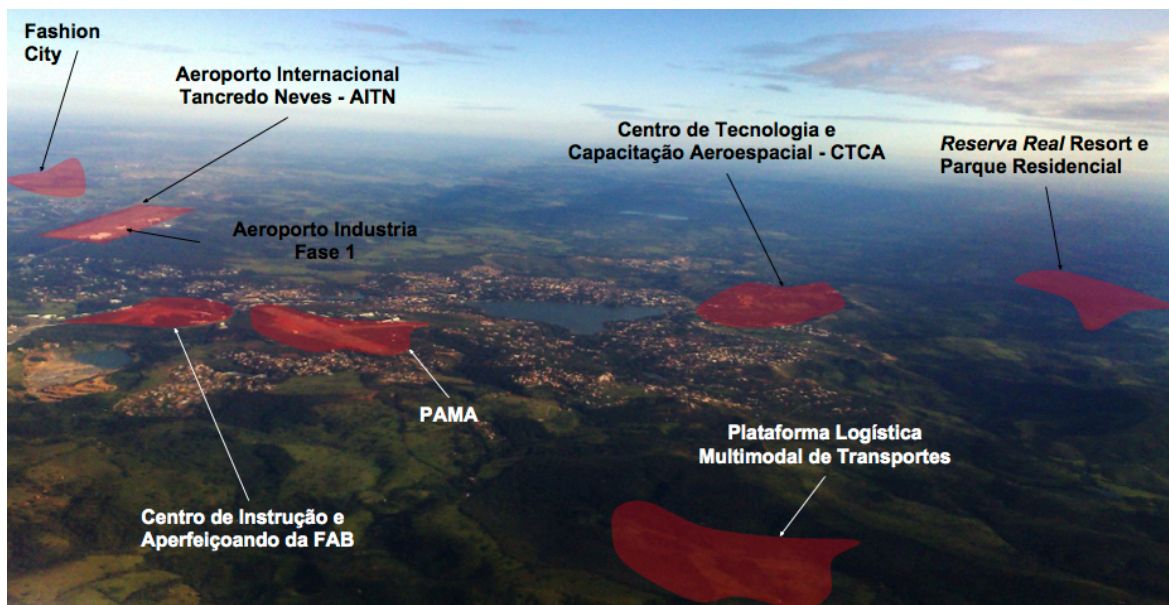 Fashion
City
Aeroporto Internacional
Tancredo Neves - AITN
Centro de Tecnologia e
Capacitação Aeroespacial - CTCA
Reserva Real Resort e
Parque Residencial
Aeroporto Industria
Fase 1
PAMA
Plataforma Logística
Multimodal de Transportes
Centro de Instrução e
Aperfeiçoando da FAB